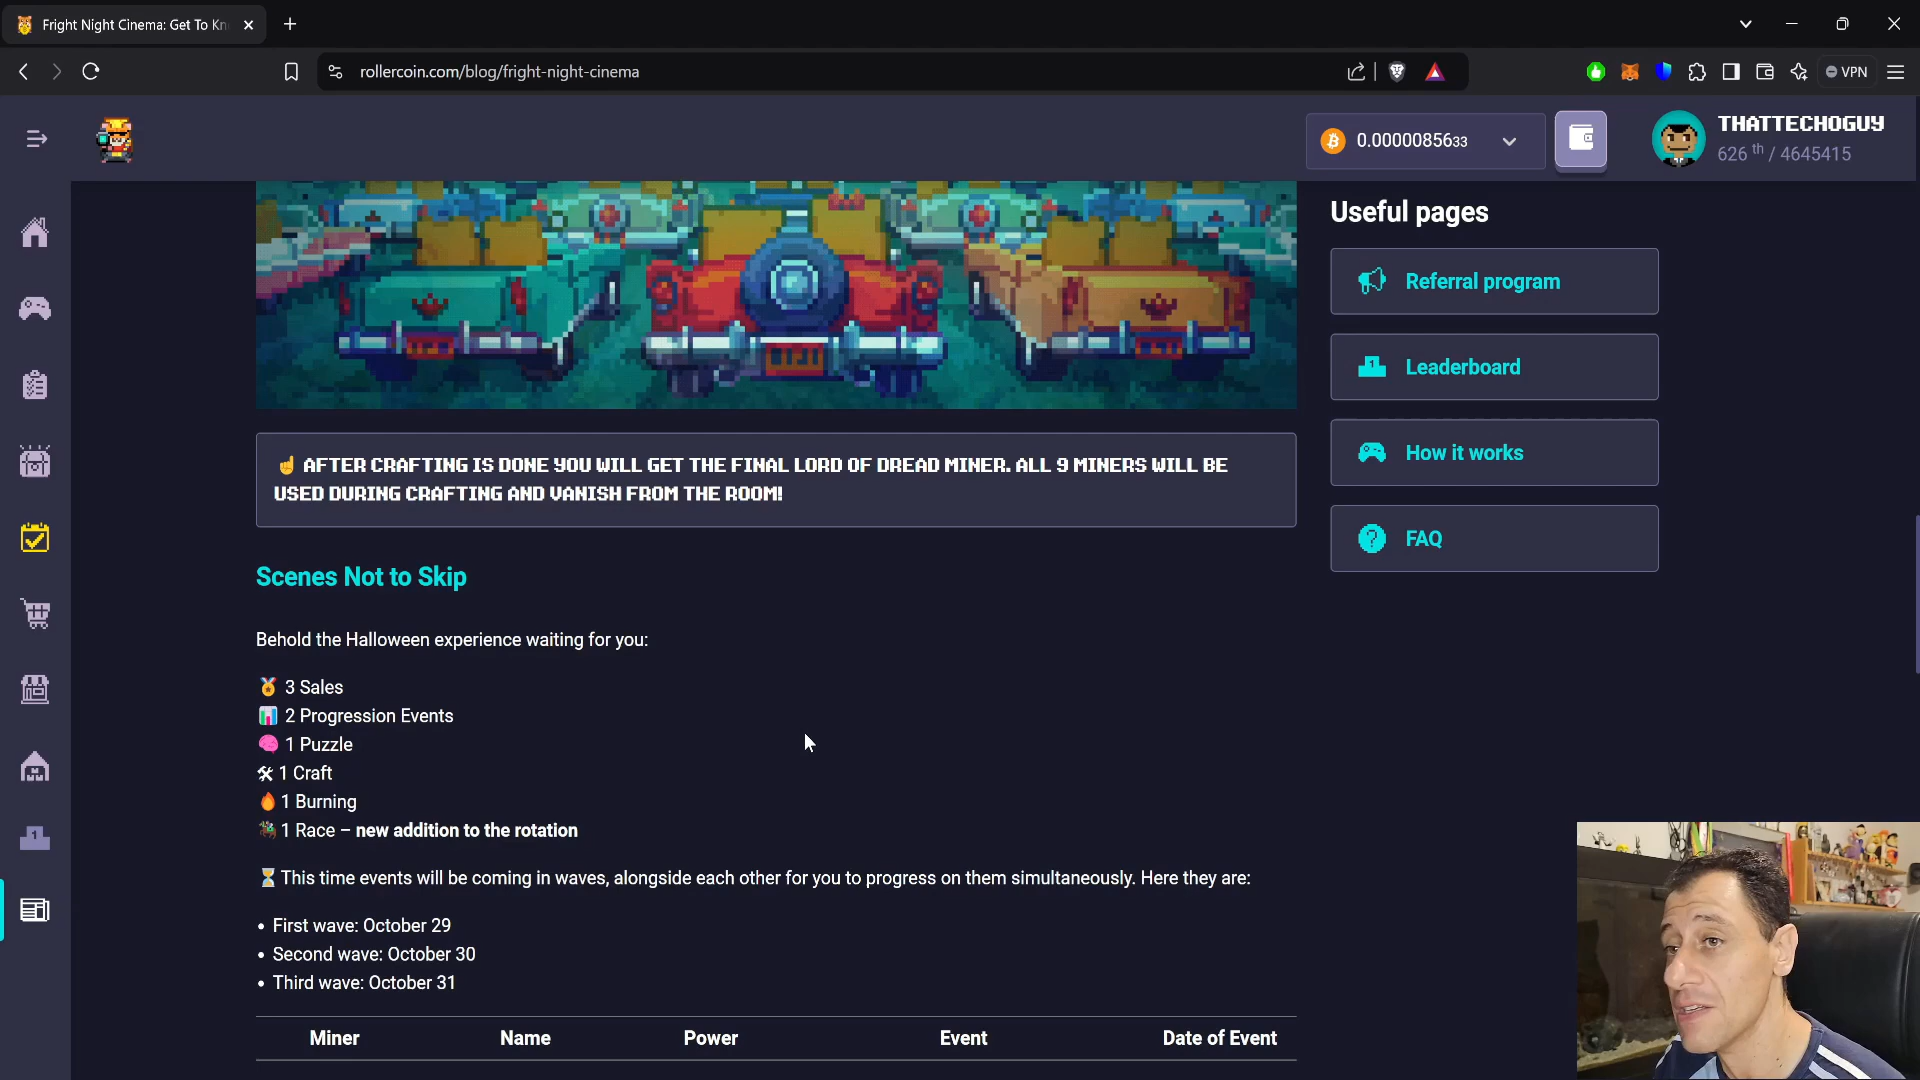 Fright Night Cinema: Get To Kn
rollercoin.com/blog/fright-night-cinema
VPN
0.0000085633
THATTECHOGUY
626 th / 4645415
Useful pages
Referral program
Leaderboard
How it works
FAQ
☝ AFTER CRAFTING IS DONE YOU WILL GET THE FINAL LORD OF DREAD MINER. ALL 9 MINERS WILL BE
USED DURING CRAFTING AND VANISH FROM THE ROOM!
Scenes Not to Skip
Behold the Halloween experience waiting for you:
🏅 3 Sales
📊 2 Progression Events
🧠 1 Puzzle
🛠 1 Craft
🔥 1 Burning
🏇 1 Race – new addition to the rotation
⏳ This time events will be coming in waves, alongside each other for you to progress on them simultaneously. Here they are:
• First wave: October 29
• Second wave: October 30
• Third wave: October 31
Miner Name Power Event Date of Event